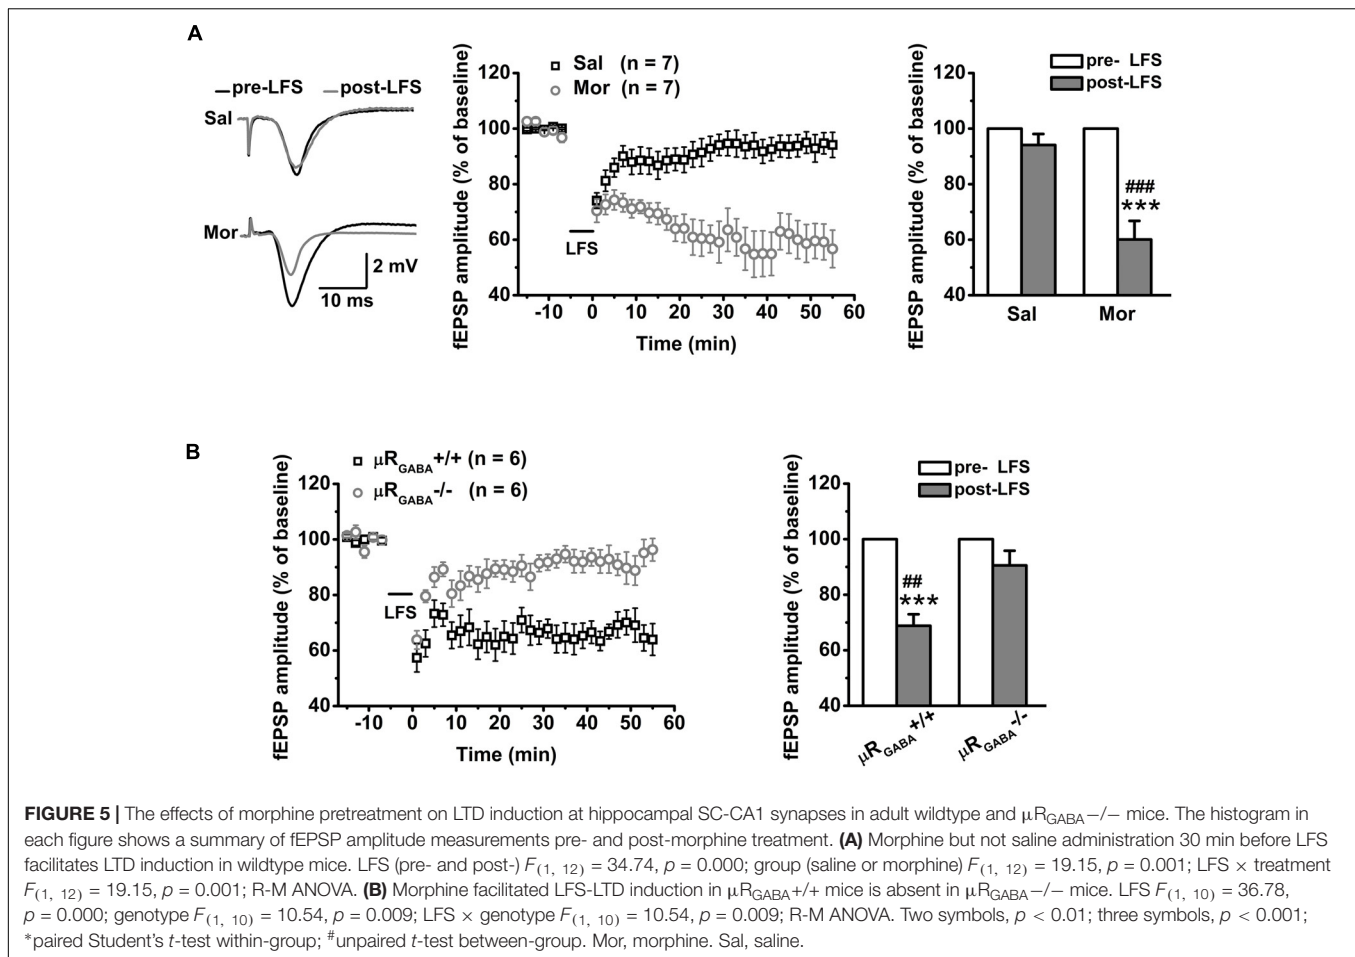 A
pre-LFS post-LFS
Sal
Mor
2 mV
10 ms
fEPSP amplitude (% of baseline)
120
100
80
60
40
Sal (n = 7)
Mor (n = 7)
LFS
-10 0 10 20 30 40 50 60
Time (min)
fEPSP amplitude (% of baseline)
120
100
80
60
40
pre- LFS
post-LFS
###
***
Sal Mor
B
fEPSP amplitude (% of baseline)
120
100
80
60
40
μR_GABA+/+ (n = 6)
μR_GABA-/- (n = 6)
LFS
-10 0 10 20 30 40 50 60
Time (min)
fEPSP amplitude (% of baseline)
120
100
80
60
40
pre- LFS
post-LFS
##
***
μR_GABA+/+ μR_GABA-/-
FIGURE 5 | The effects of morphine pretreatment on LTD induction at hippocampal SC-CA1 synapses in adult wildtype and μR_GABA−/− mice. The histogram in
each figure shows a summary of fEPSP amplitude measurements pre- and post-morphine treatment. (A) Morphine but not saline administration 30 min before LFS
facilitates LTD induction in wildtype mice. LFS (pre- and post-) F(1, 12) = 34.74, p = 0.000; group (saline or morphine) F(1, 12) = 19.15, p = 0.001; LFS × treatment
F(1, 12) = 19.15, p = 0.001; R-M ANOVA. (B) Morphine facilitated LFS-LTD induction in μR_GABA+/+ mice is absent in μR_GABA−/− mice. LFS F(1, 10) = 36.78,
p = 0.000; genotype F(1, 10) = 10.54, p = 0.009; LFS × genotype F(1, 10) = 10.54, p = 0.009; R-M ANOVA. Two symbols, p < 0.01; three symbols, p < 0.001;
*paired Student's t-test within-group; #unpaired t-test between-group. Mor, morphine. Sal, saline.